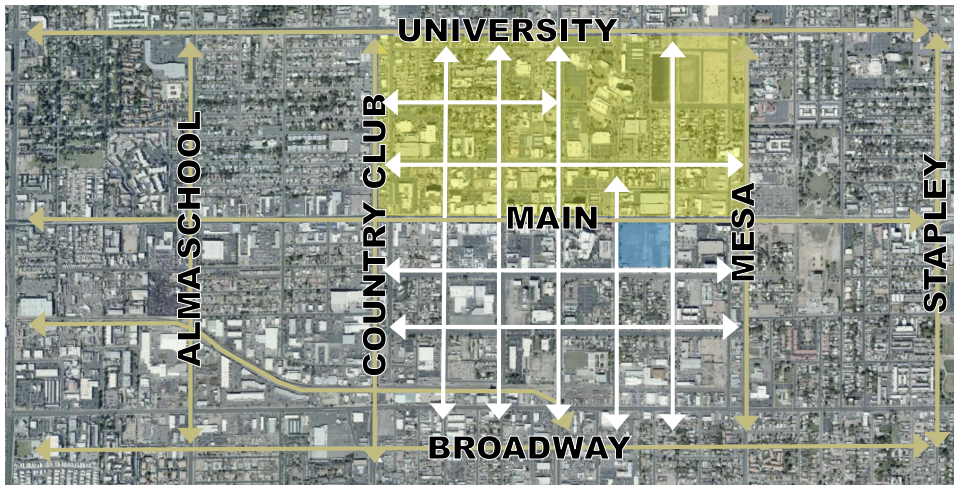 UNIVERSITY
ALMA SCHOOL
COUNTRY CLUB
MAIN
MESA
STAPLEY
BROADWAY